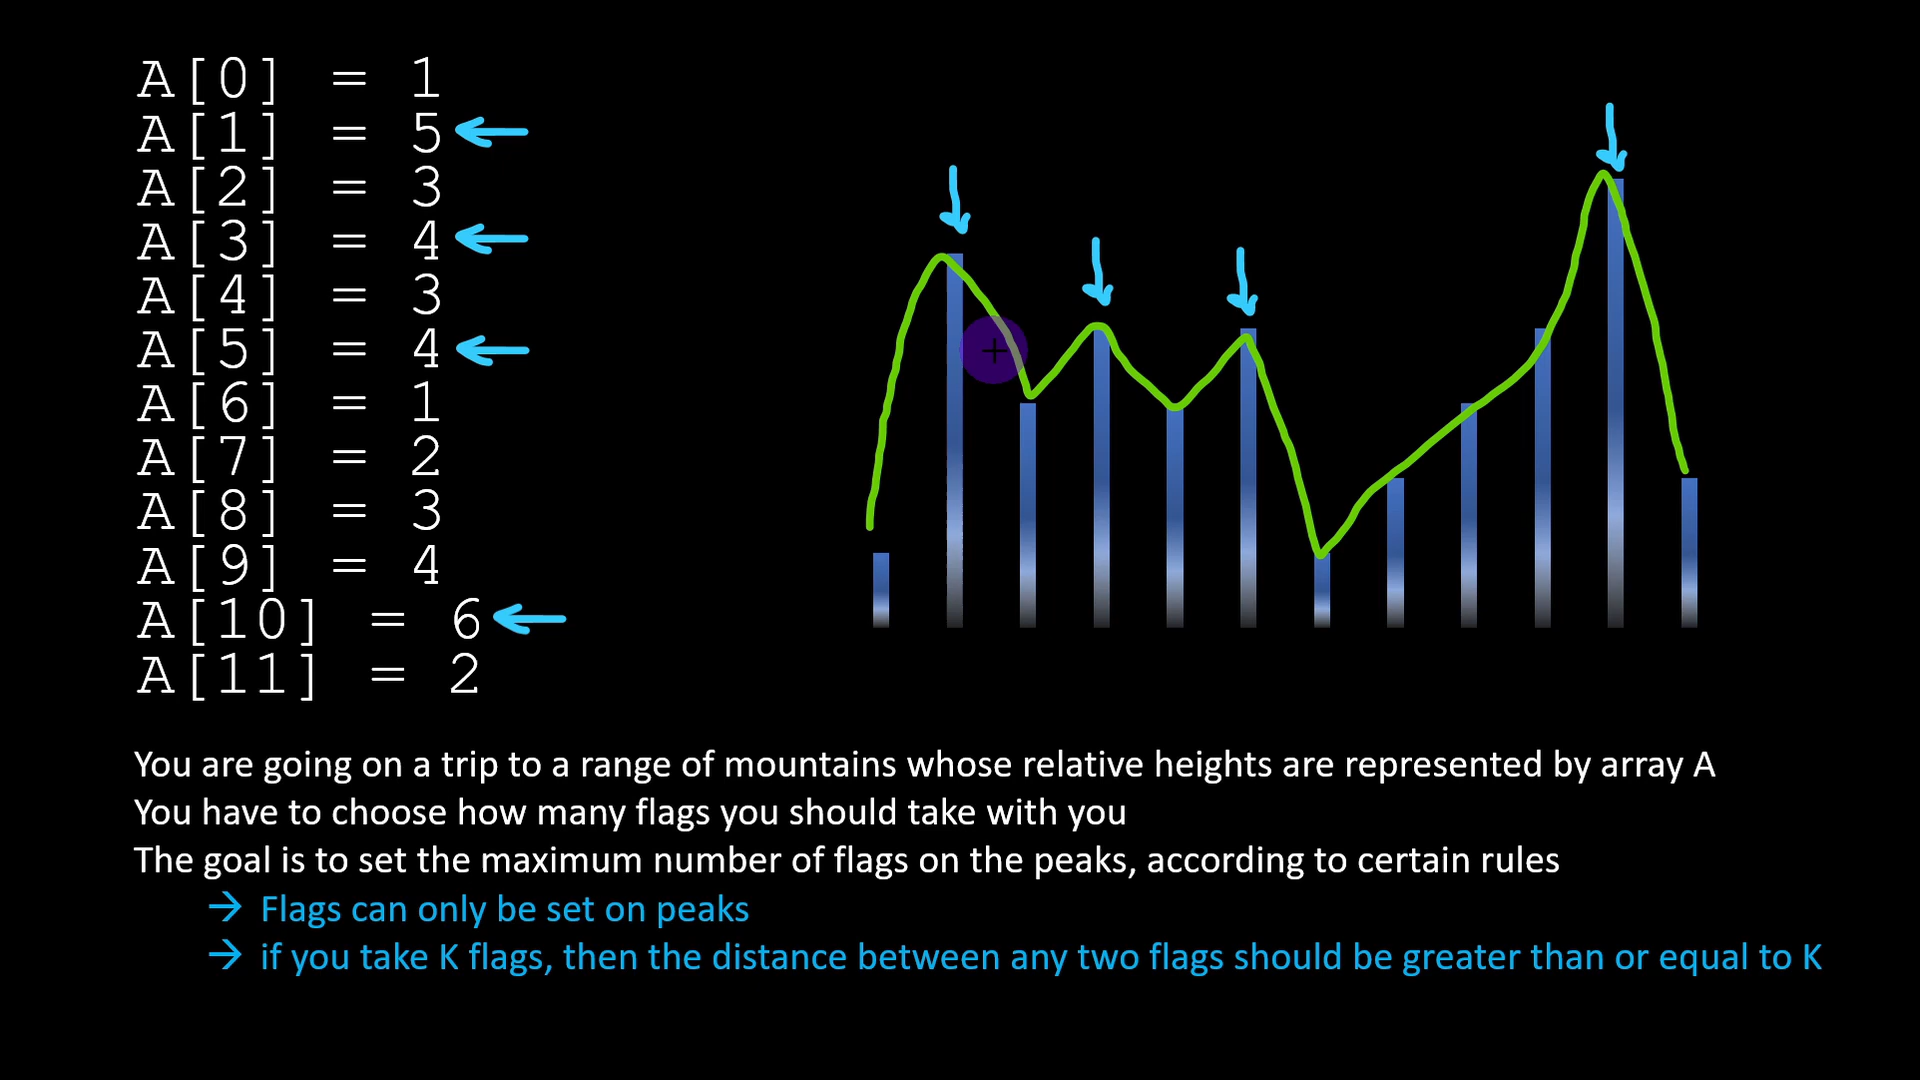 A[0] = 1
A[1] = 5
A[2] = 3
A[3] = 4
A[4] = 3
A[5] = 4
A[6] = 1
A[7] = 2
A[8] = 3
A[9] = 4
A[10] = 6
A[11] = 2
You are going on a trip to a range of mountains whose relative heights are represented by array A
You have to choose how many flags you should take with you
The goal is to set the maximum number of flags on the peaks, according to certain rules
→ Flags can only be set on peaks
→ if you take K flags, then the distance between any two flags should be greater than or equal to K